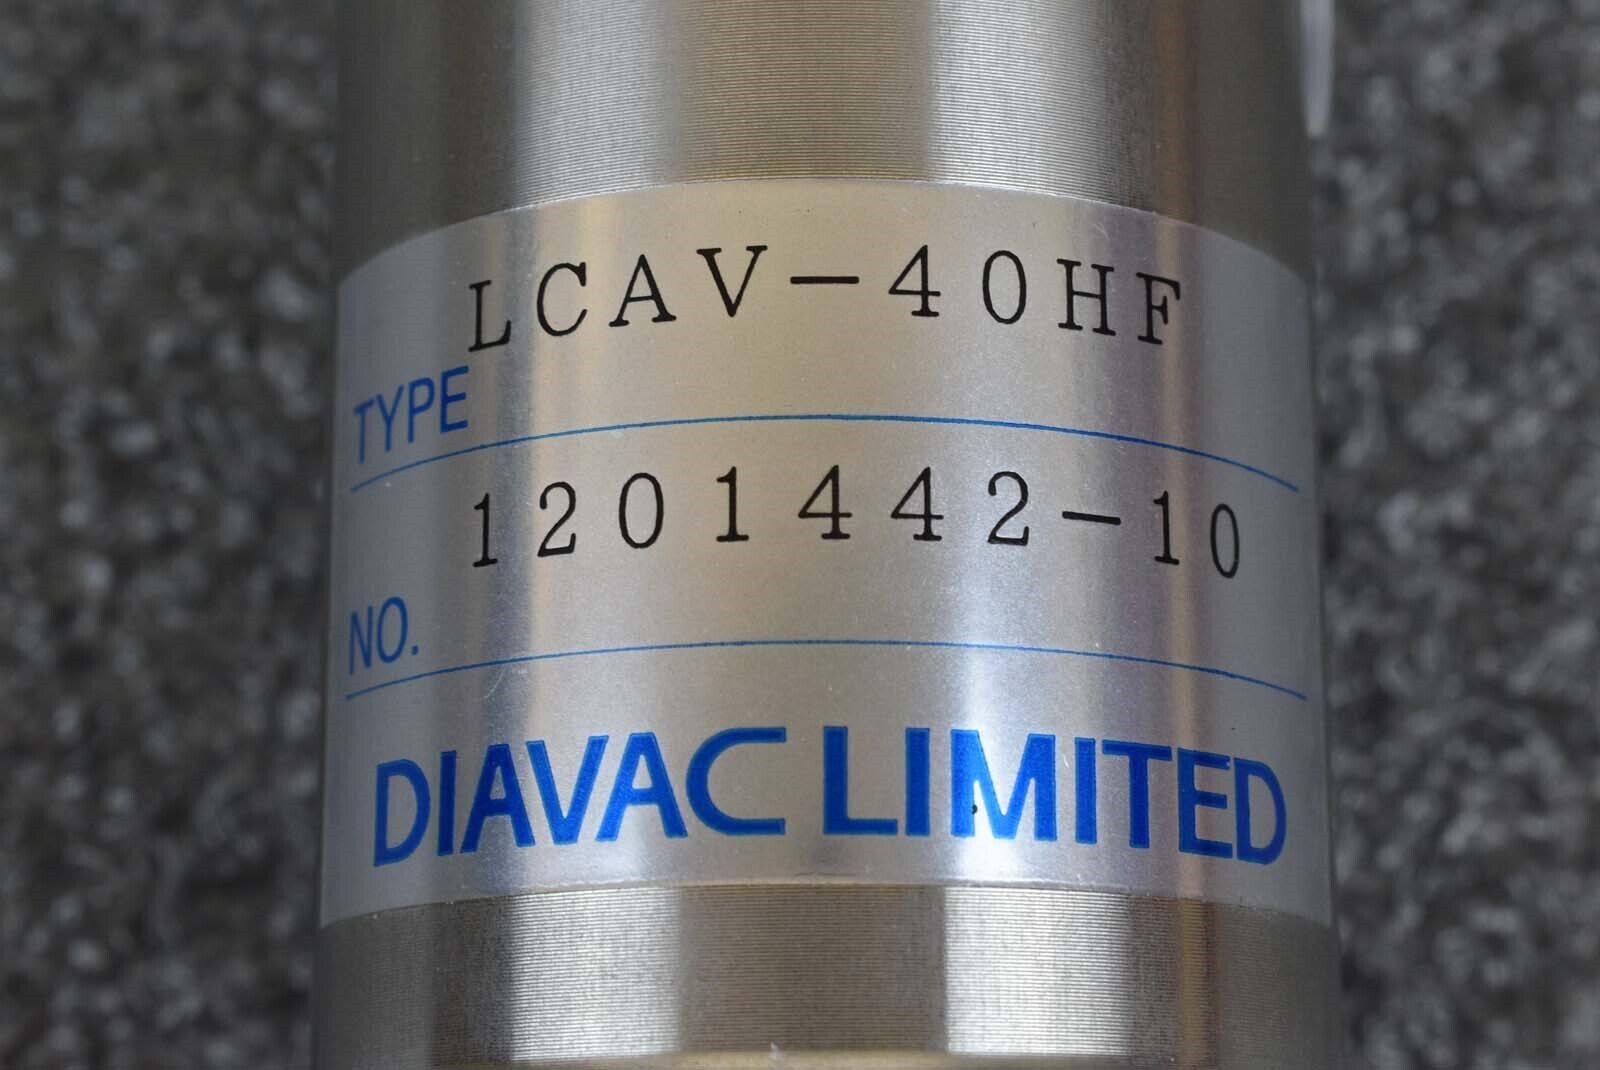 LCAV-40HF
TYPE
1201442-10
NO.
DIAVAC LIMITED